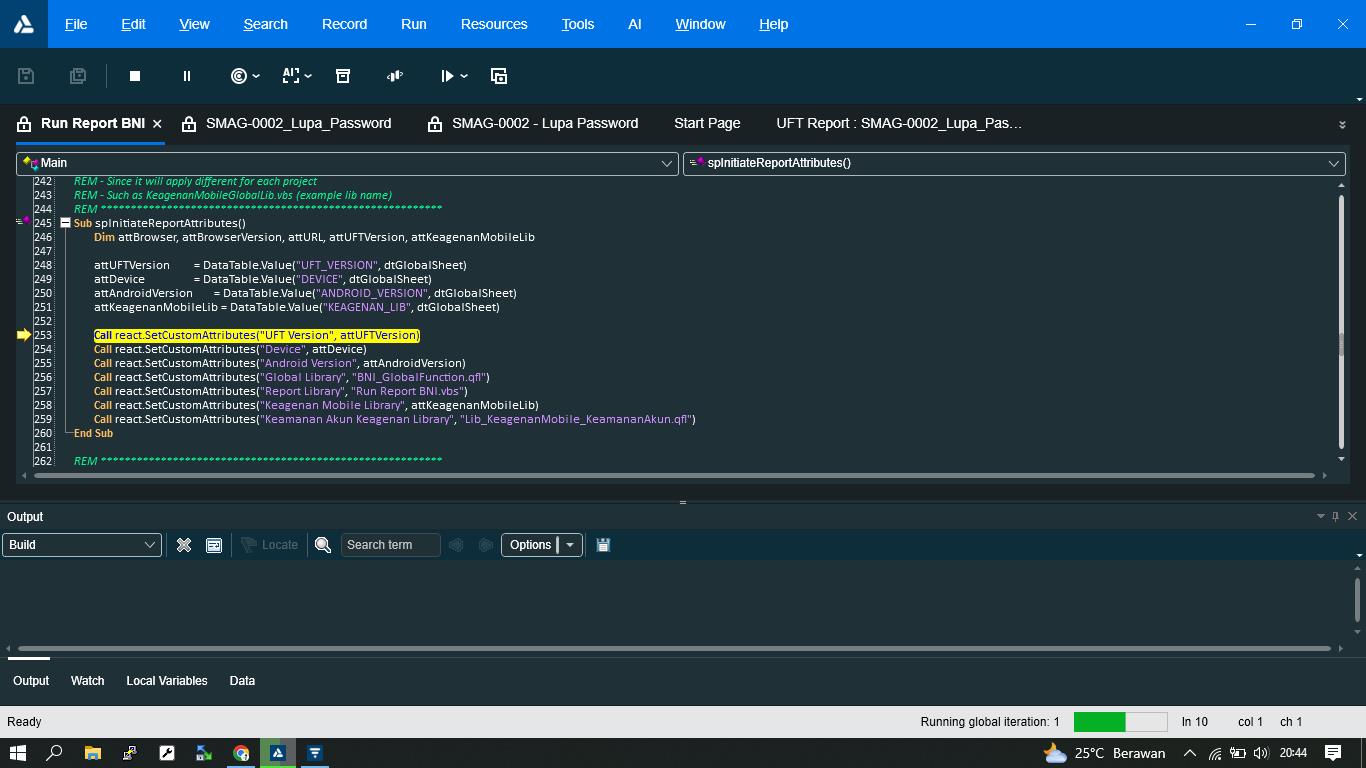 File Edit View Search Record Run Resources Tools AI Window Help
Run Report BNI SMAG-0002_Lupa_Password SMAG-0002 - Lupa Password Start Page UFT Report : SMAG-0002_Lupa_Pas...
Main spInitiateReportAttributes()
242 REM - Since it will apply different for each project
243 REM - Such as KeagenanMobileGlobalLib.vbs (example lib name)
244 REM *********************************************************
245 Sub spInitiateReportAttributes()
246 Dim attBrowser, attBrowserVersion, attURL, attUFTVersion, attKeagenanMobileLib
247
248 attUFTVersion = DataTable.Value("UFT_VERSION", dtGlobalSheet)
249 attDevice = DataTable.Value("DEVICE", dtGlobalSheet)
250 attAndroidVersion = DataTable.Value("ANDROID_VERSION", dtGlobalSheet)
251 attKeagenanMobileLib = DataTable.Value("KEAGENAN_LIB", dtGlobalSheet)
252
253 Call react.SetCustomAttributes("UFT Version", attUFTVersion)
254 Call react.SetCustomAttributes("Device", attDevice)
255 Call react.SetCustomAttributes("Android Version", attAndroidVersion)
256 Call react.SetCustomAttributes("Global Library", "BNI_GlobalFunction.qfl")
257 Call react.SetCustomAttributes("Report Library", "Run Report BNI.vbs")
258 Call react.SetCustomAttributes("Keagenan Mobile Library", attKeagenanMobileLib)
259 Call react.SetCustomAttributes("Keamanan Akun Keagenan Library", "Lib_KeagenanMobile_KeamananAkun.qfl")
260 End Sub
261
262 REM *********************************************************
Output
Build Locate Search term Options
Output Watch Local Variables Data
Ready Running global iteration: 1 ln 10 col 1 ch 1
25°C Berawan 20:44